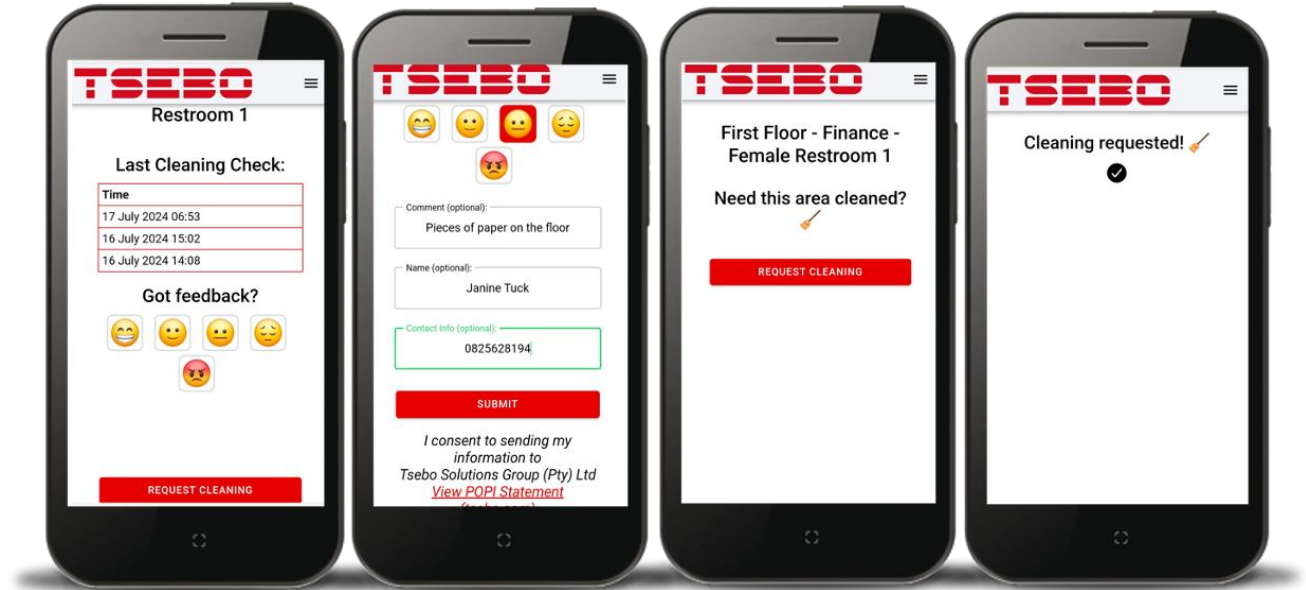 TSEBO
Restroom 1
Last Cleaning Check:
Time
17 July 2024 06:53
16 July 2024 15:02
16 July 2024 14:08
Got feedback?
REQUEST CLEANING
TSEBO
Comment (optional):
Pieces of paper on the floor
Name (optional):
Janine Tuck
Contact Info (optional):
0825628194
SUBMIT
I consent to sending my
information to
Tsebo Solutions Group (Pty) Ltd
View POPI Statement
TSEBO
First Floor - Finance -
Female Restroom 1
Need this area cleaned?
REQUEST CLEANING
TSEBO
Cleaning requested!